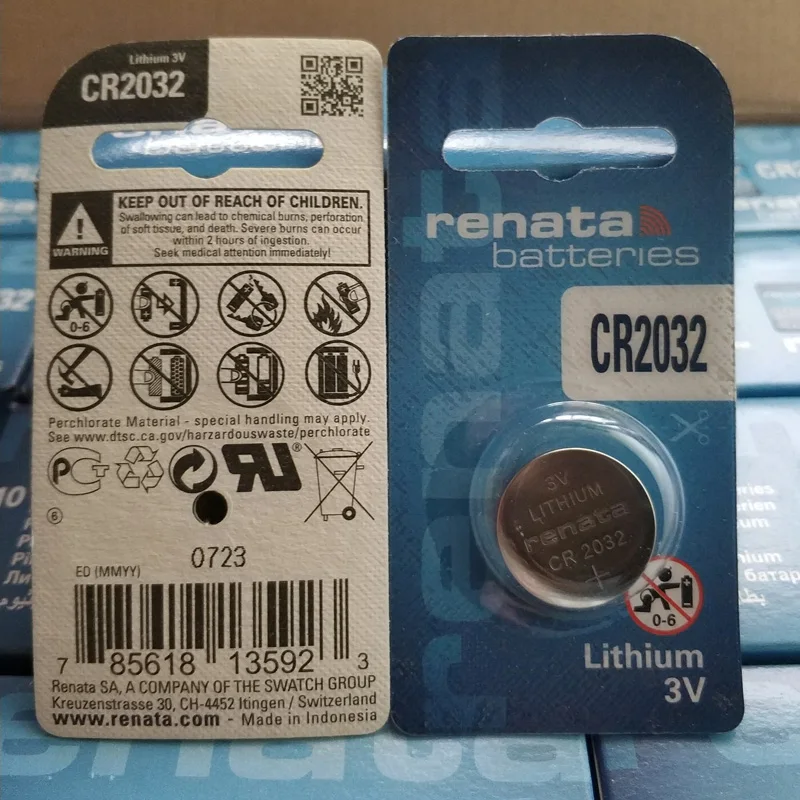 Lithium 3V
CR2032
WARNING
KEEP OUT OF REACH OF CHILDREN.
Swallowing can lead to chemical burns, perforation
of soft tissue, and death. Severe burns can occur
within 2 hours of ingestion.
Seek medical attention immediately!
0-6
Perchlorate Material - special handling may apply.
See www.dtsc.ca.gov/harzardouswaste/perchlorate
®
6
0723
ED (MMYY)
7 85618 13592 3
Renata SA, A COMPANY OF THE SWATCH GROUP
Kreuzenstrasse 30, CH-4452 Itingen / Switzerland
www.renata.com - Made in Indonesia
renata
batteries
CR2032
3V
LITHIUM
renata
CR 2032
+
0-6
Lithium
3V
renata